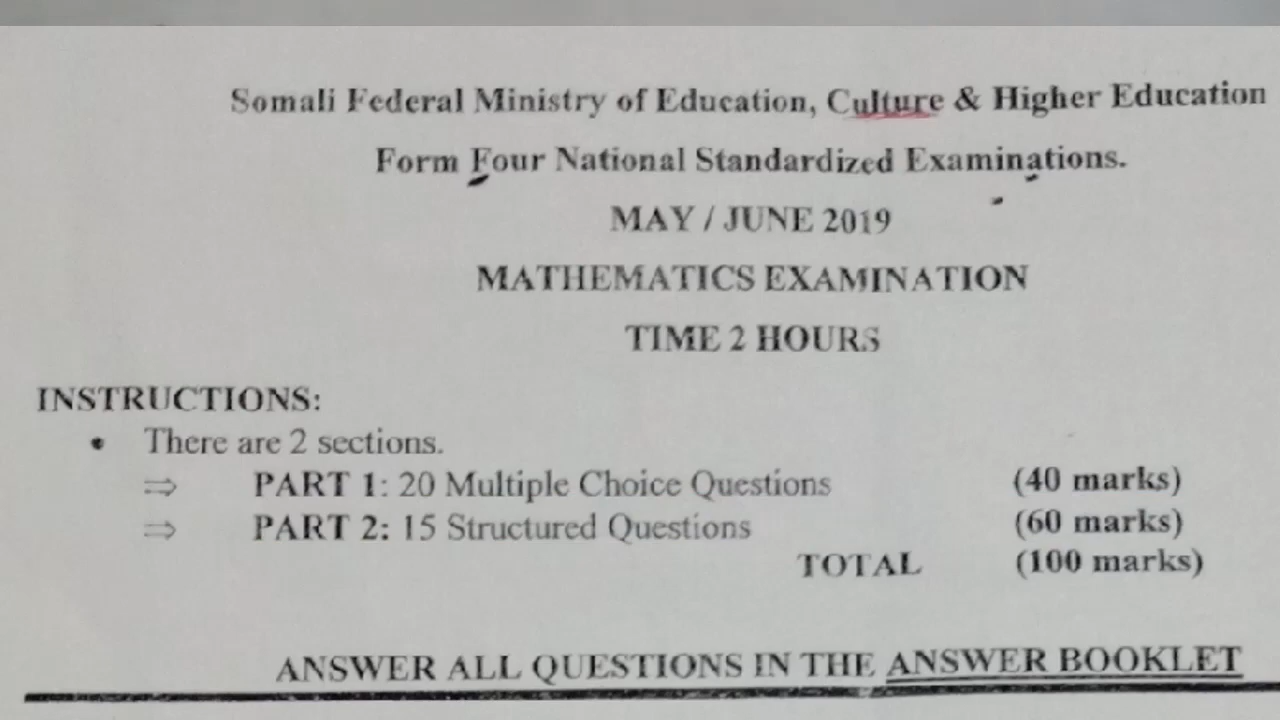 Somali Federal Ministry of Education, Culture & Higher Education
Form Four National Standardized Examinations.
MAY / JUNE 2019
MATHEMATICS EXAMINATION
TIME 2 HOURS
INSTRUCTIONS:
• There are 2 sections.
⇒ PART 1: 20 Multiple Choice Questions (40 marks)
⇒ PART 2: 15 Structured Questions (60 marks)
TOTAL (100 marks)
ANSWER ALL QUESTIONS IN THE ANSWER BOOKLET